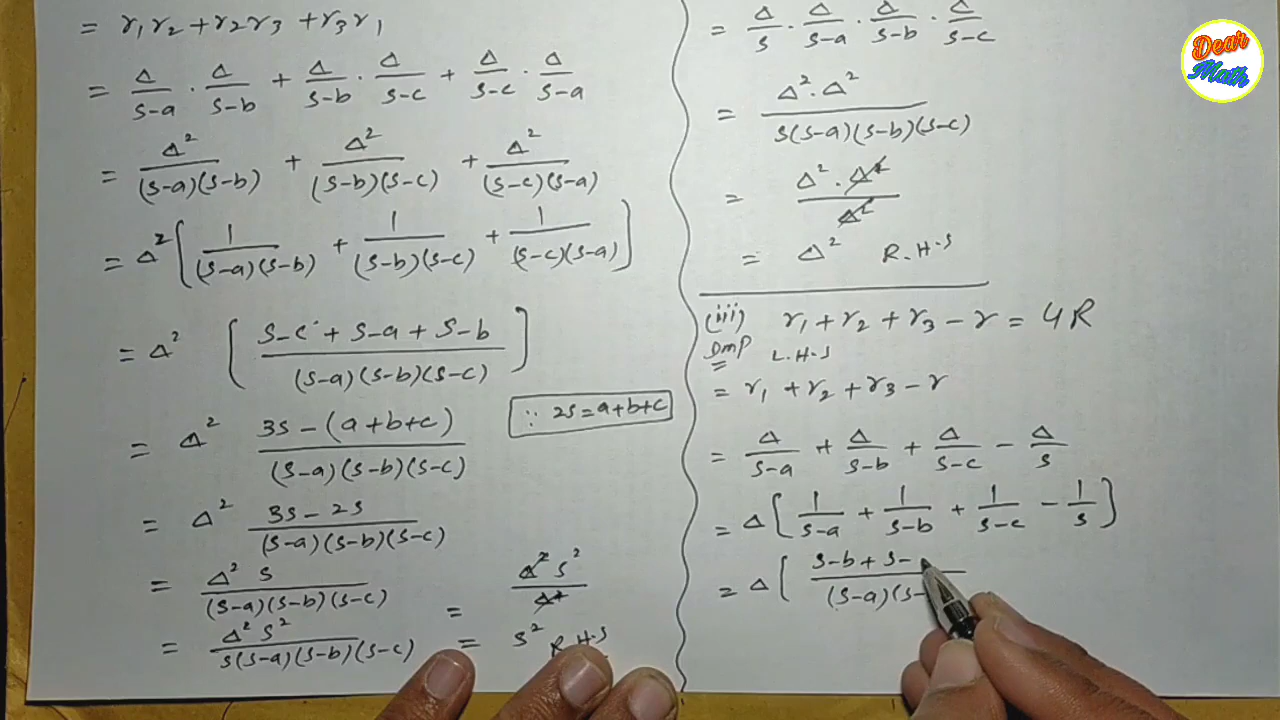 = r₁r₂ + r₂r₃ + r₃r₁
= Δ/(s-a) · Δ/(s-b) + Δ/(s-b) · Δ/(s-c) + Δ/(s-c) · Δ/(s-a)
= Δ²/((s-a)(s-b)) + Δ²/((s-b)(s-c)) + Δ²/((s-c)(s-a))
= Δ² [ 1/((s-a)(s-b)) + 1/((s-b)(s-c)) + 1/((s-c)(s-a)) ]
= Δ² [ (s-c + s-a + s-b)/((s-a)(s-b)(s-c)) ]
= Δ² (3s-(a+b+c))/((s-a)(s-b)(s-c))
∵ 2s = a+b+c
= Δ² (3s-2s)/((s-a)(s-b)(s-c))
= Δ² s/((s-a)(s-b)(s-c))
= Δ² s²/(s(s-a)(s-b)(s-c))
= Δ² s²/Δ²
= s² R.H.S
= Δ/s · Δ/(s-a) · Δ/(s-b) · Δ/(s-c)
= Δ² · Δ²/(s(s-a)(s-b)(s-c))
= Δ² · Δ²/Δ²
= Δ² R.H.S
(iii) r₁ + r₂ + r₃ - r = 4R
Imp L.H.S
= r₁ + r₂ + r₃ - r
= Δ/(s-a) + Δ/(s-b) + Δ/(s-c) - Δ/s
= Δ [ 1/(s-a) + 1/(s-b) + 1/(s-c) - 1/s ]
= Δ [ (s-b + s-)/((s-a)(s-
Dear
Math